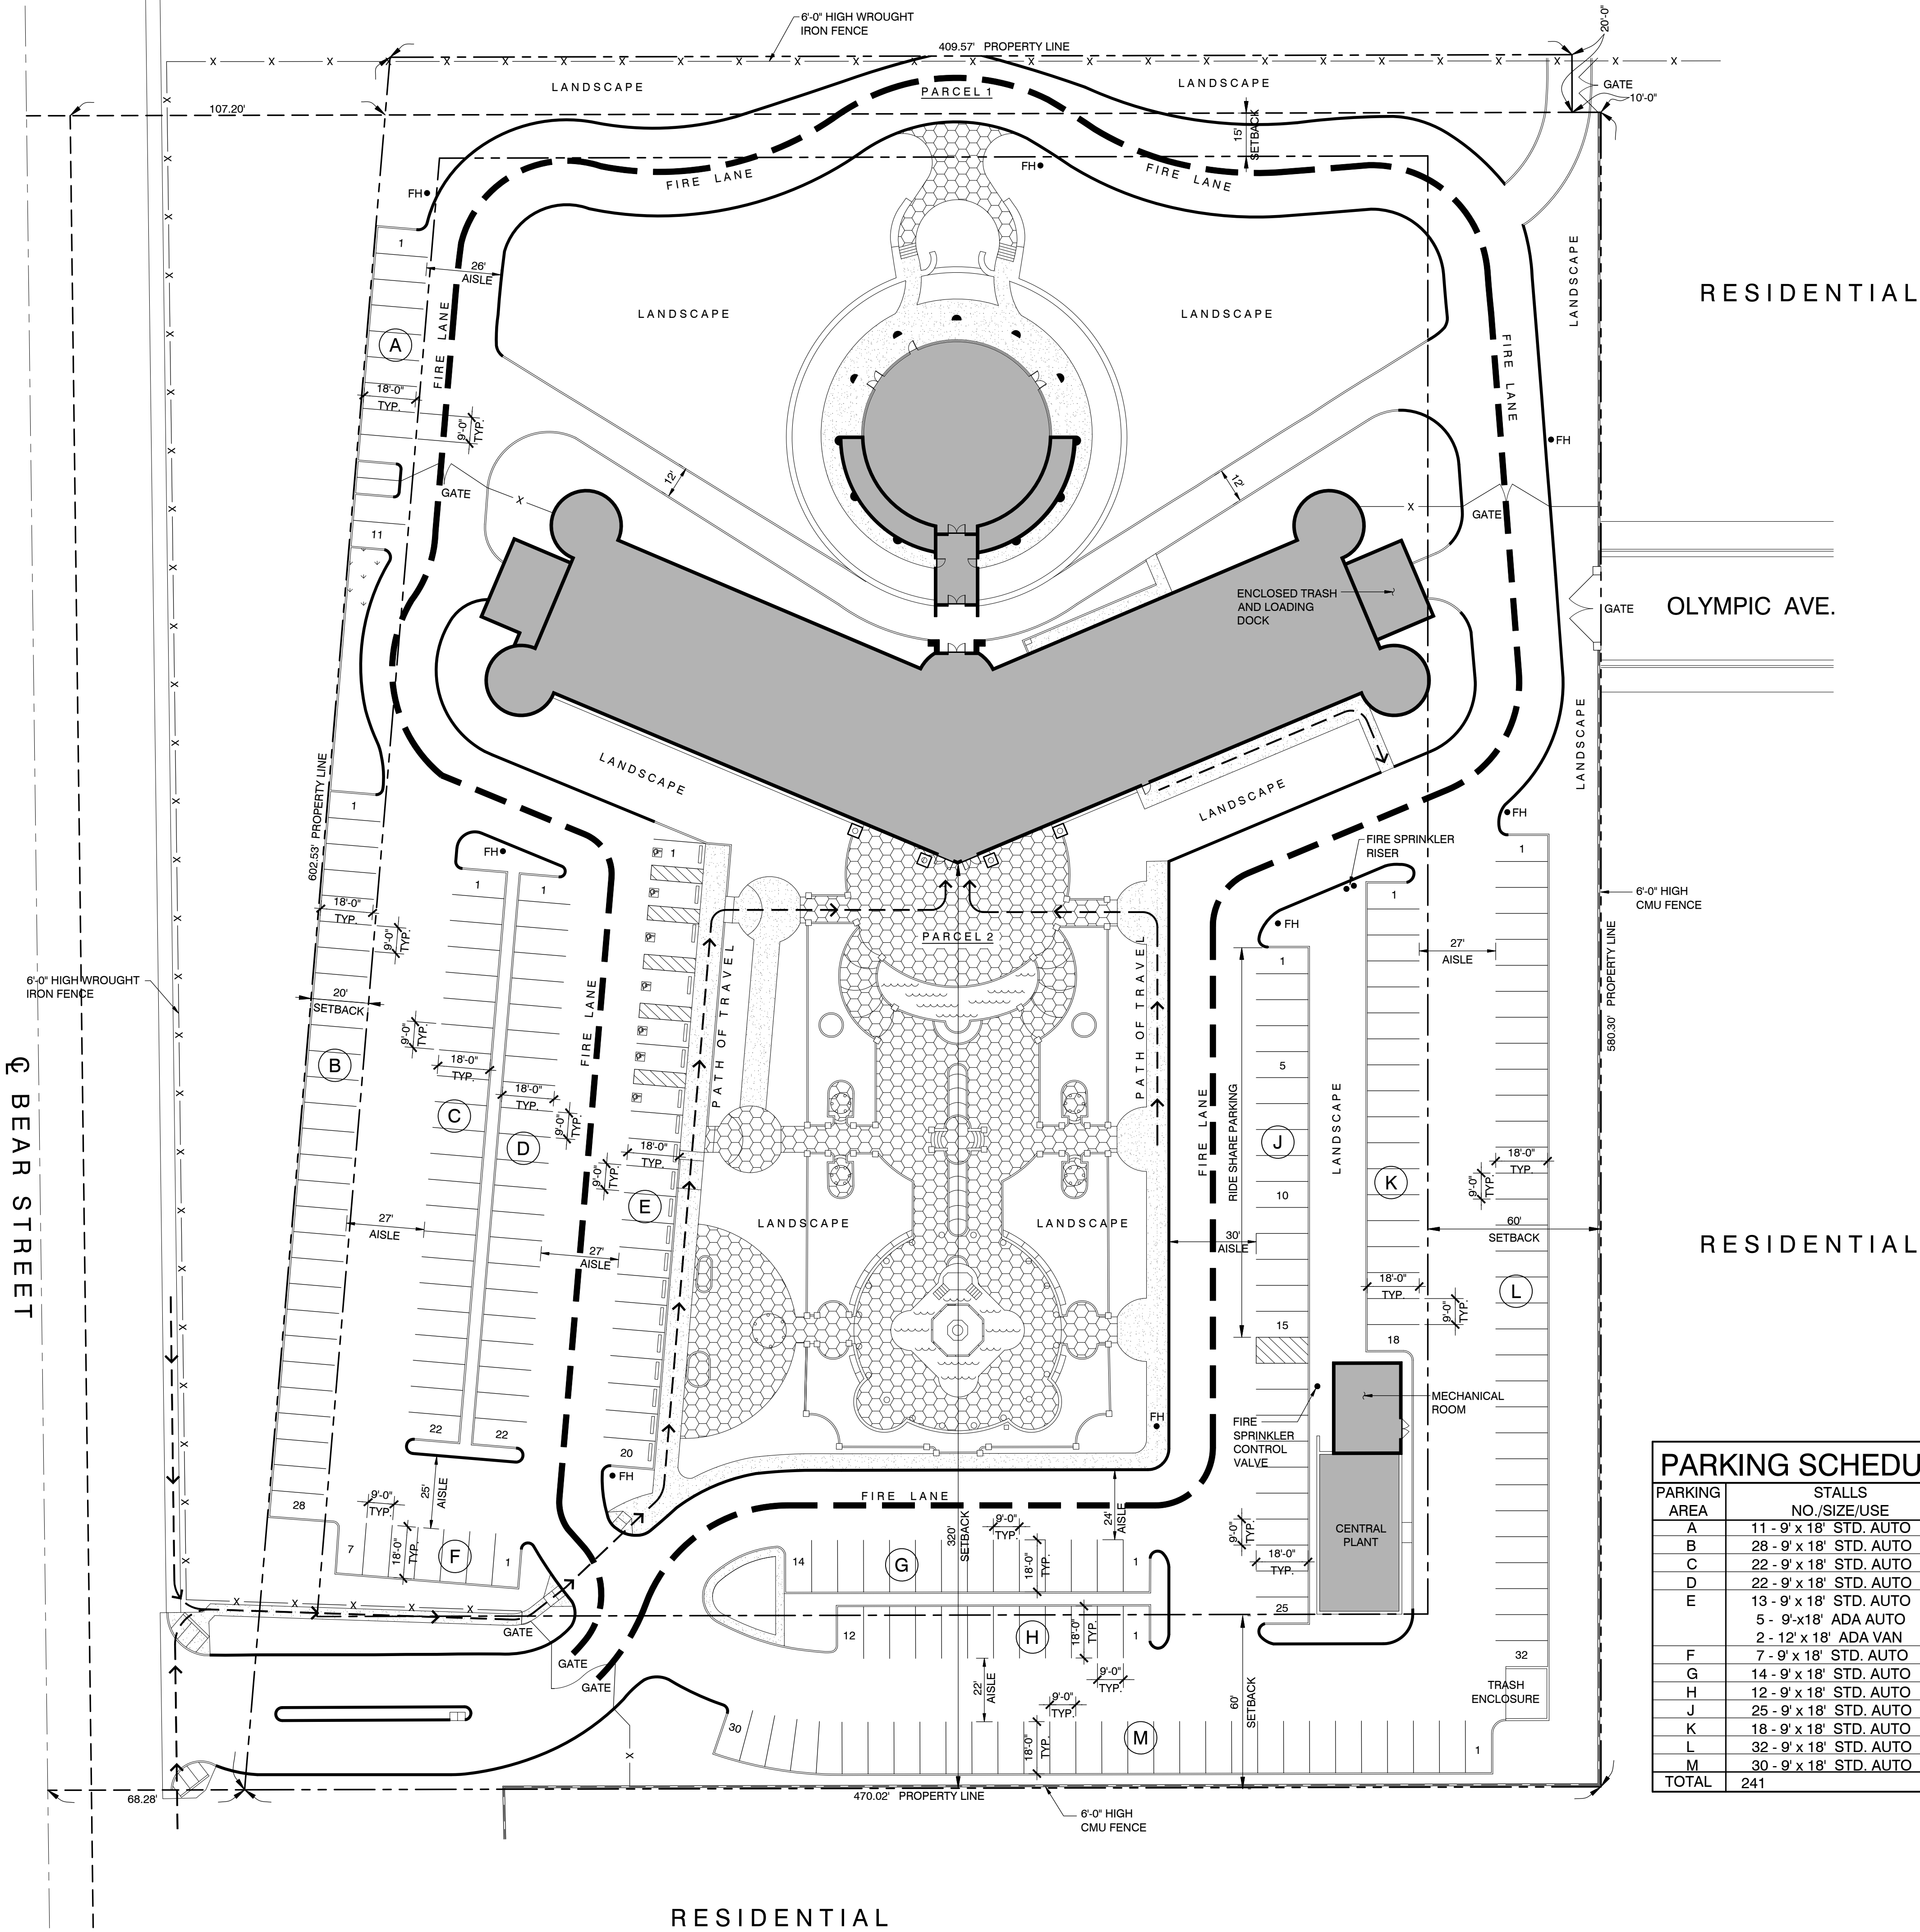 6'-0" HIGH WROUGHT
IRON FENCE
20'-0"
409.57' PROPERTY LINE
LANDSCAPE
LANDSCAPE
GATE
PARCEL 1
10'-0"
107.20'
15'
SETBACK
FH
FH
FIRE LANE
FIRE LANE
1
26'
AISLE
LANDSCAPE
RESIDENTIAL
LANDSCAPE
LANDSCAPE
FIRE LANE
A
FIRE LANE
18'-0"
TYP.
9'-0"
TYP.
FH
12'
12'
GATE
GATE
11
ENCLOSED TRASH
AND LOADING
DOCK
GATE
OLYMPIC AVE.
LANDSCAPE
602.53' PROPERTY LINE
LANDSCAPE
LANDSCAPE
1
FH
FIRE SPRINKLER
RISER
FH
1
1
1
1
1
18'-0"
TYP.
9'-0"
TYP.
6'-0" HIGH
CMU FENCE
FH
PARCEL 2
PATH OF TRAVEL
PATH OF TRAVEL
27'
AISLE
1
580.30' PROPERTY LINE
6'-0" HIGH WROUGHT
IRON FENCE
20'
SETBACK
FIRE LANE
9'-0"
TYP.
B
18'-0"
TYP.
5
18'-0"
TYP.
C
9'-0"
TYP.
FIRE LANE
RIDE SHARE PARKING
LANDSCAPE
J
D
18'-0"
TYP.
9'-0"
TYP.
18'-0"
TYP.
9'-0"
TYP.
K
10
E
℄ BEAR STREET
27'
AISLE
LANDSCAPE
LANDSCAPE
60'
SETBACK
RESIDENTIAL
27'
AISLE
30'
AISLE
18'-0"
TYP.
9'-0"
TYP.
L
15
18
MECHANICAL
ROOM
FH
FIRE
SPRINKLER
CONTROL
VALVE
22
22
20
FH
25'
AISLE
28
9'-0"
TYP.
FIRE LANE
24'
AISLE
320'
SETBACK
9'-0"
TYP.
9'-0"
TYP.
CENTRAL
PLANT
7
18'-0"
TYP.
F
1
14
G
18'-0"
TYP.
1
18'-0"
TYP.
25
GATE
12
H
18'-0"
TYP.
1
32
GATE
GATE
22'
AISLE
9'-0"
TYP.
9'-0"
TYP.
60'
SETBACK
TRASH
ENCLOSURE
30
18'-0"
TYP.
M
1
68.28'
470.02' PROPERTY LINE
6'-0" HIGH
CMU FENCE
PARKING SCHEDU
PARKING
AREA
STALLS
NO./SIZE/USE
A 11 - 9' x 18' STD. AUTO
B 28 - 9' x 18' STD. AUTO
C 22 - 9' x 18' STD. AUTO
D 22 - 9' x 18' STD. AUTO
E 13 - 9' x 18' STD. AUTO
5 - 9'-x18' ADA AUTO
2 - 12' x 18' ADA VAN
F 7 - 9' x 18' STD. AUTO
G 14 - 9' x 18' STD. AUTO
H 12 - 9' x 18' STD. AUTO
J 25 - 9' x 18' STD. AUTO
K 18 - 9' x 18' STD. AUTO
L 32 - 9' x 18' STD. AUTO
M 30 - 9' x 18' STD. AUTO
TOTAL 241
RESIDENTIAL